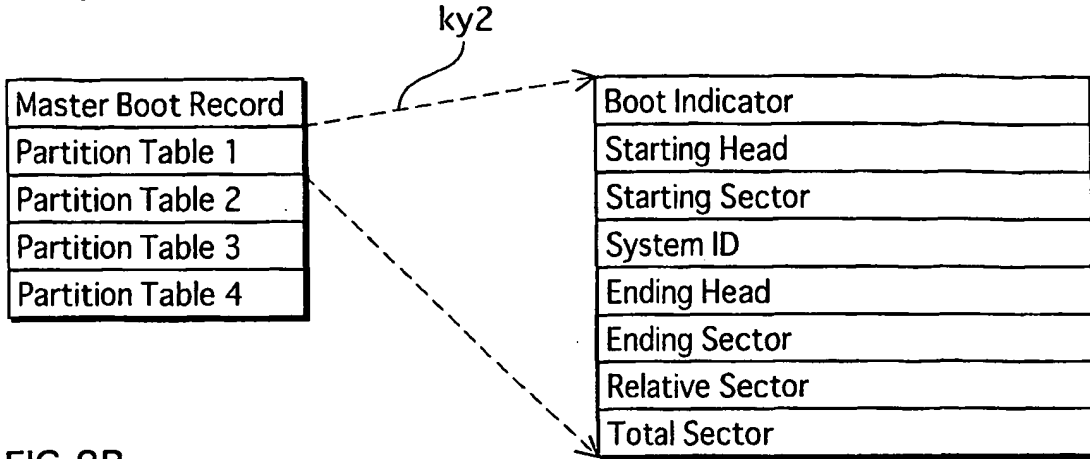 ky2
Master Boot Record
Partition Table 1
Partition Table 2
Partition Table 3
Partition Table 4
Boot Indicator
Starting Head
Starting Sector
System ID
Ending Head
Ending Sector
Relative Sector
Total Sector